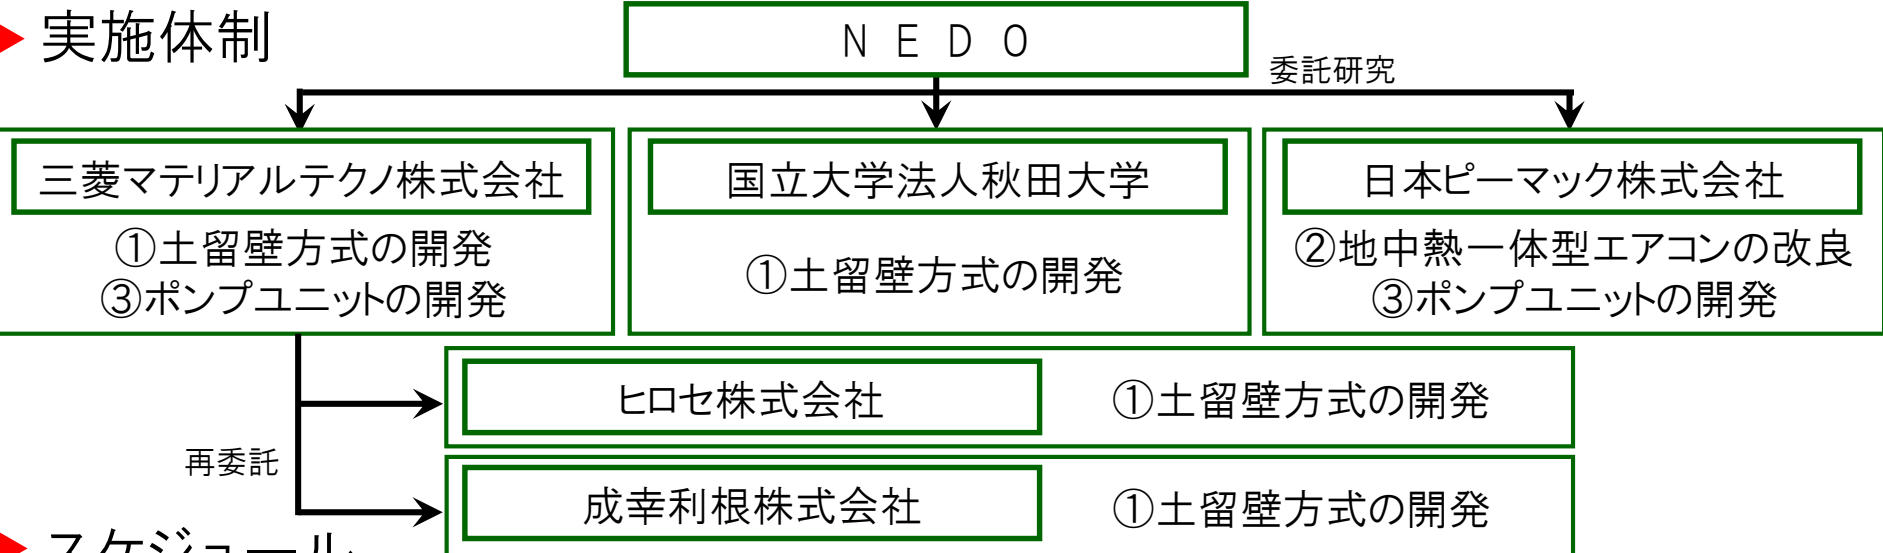 実施体制
NEDO
委託研究
三菱マテリアルテクノ株式会社
①土留壁方式の開発
③ポンプユニットの開発
国立大学法人秋田大学
①土留壁方式の開発
日本ピーマック株式会社
②地中熱一体型エアコンの改良
③ポンプユニットの開発
再委託
ヒロセ株式会社
①土留壁方式の開発
成幸利根株式会社
①土留壁方式の開発
スケジュール